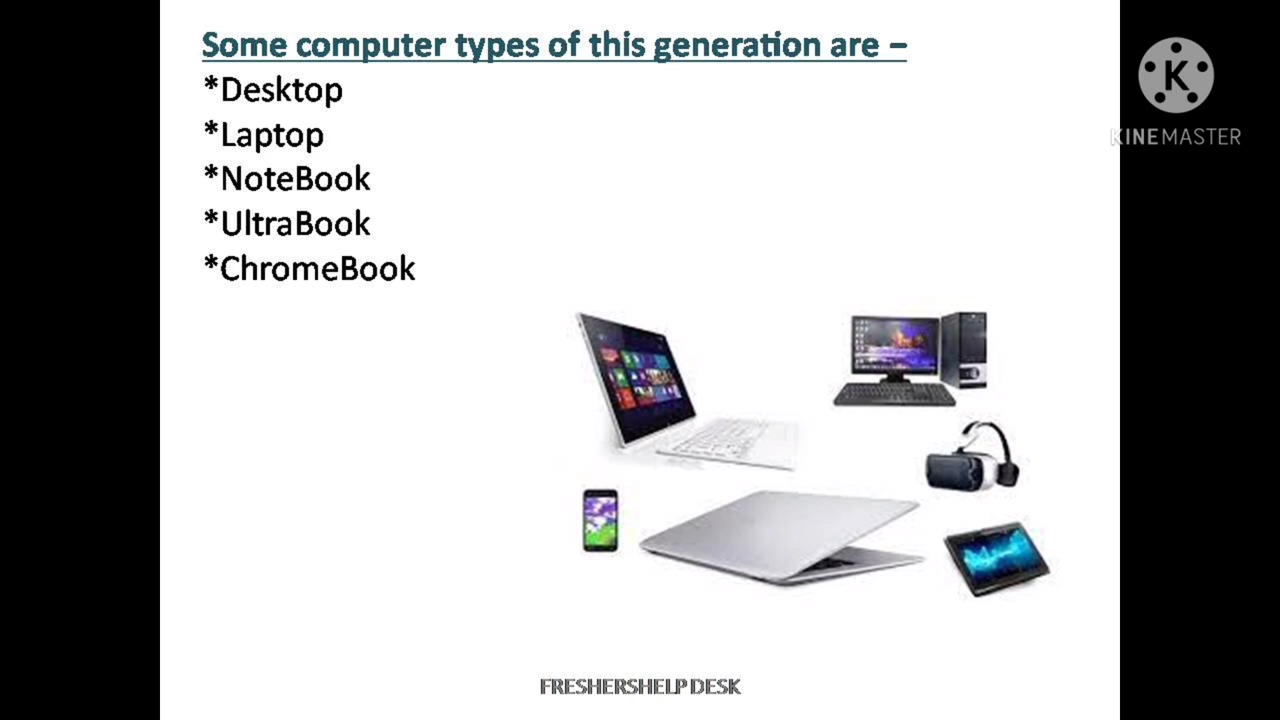 Some computer types of this generation are –
*Desktop
*Laptop
*NoteBook
*UltraBook
*ChromeBook
K
KINEMASTER
FRESHERSHELP DESK